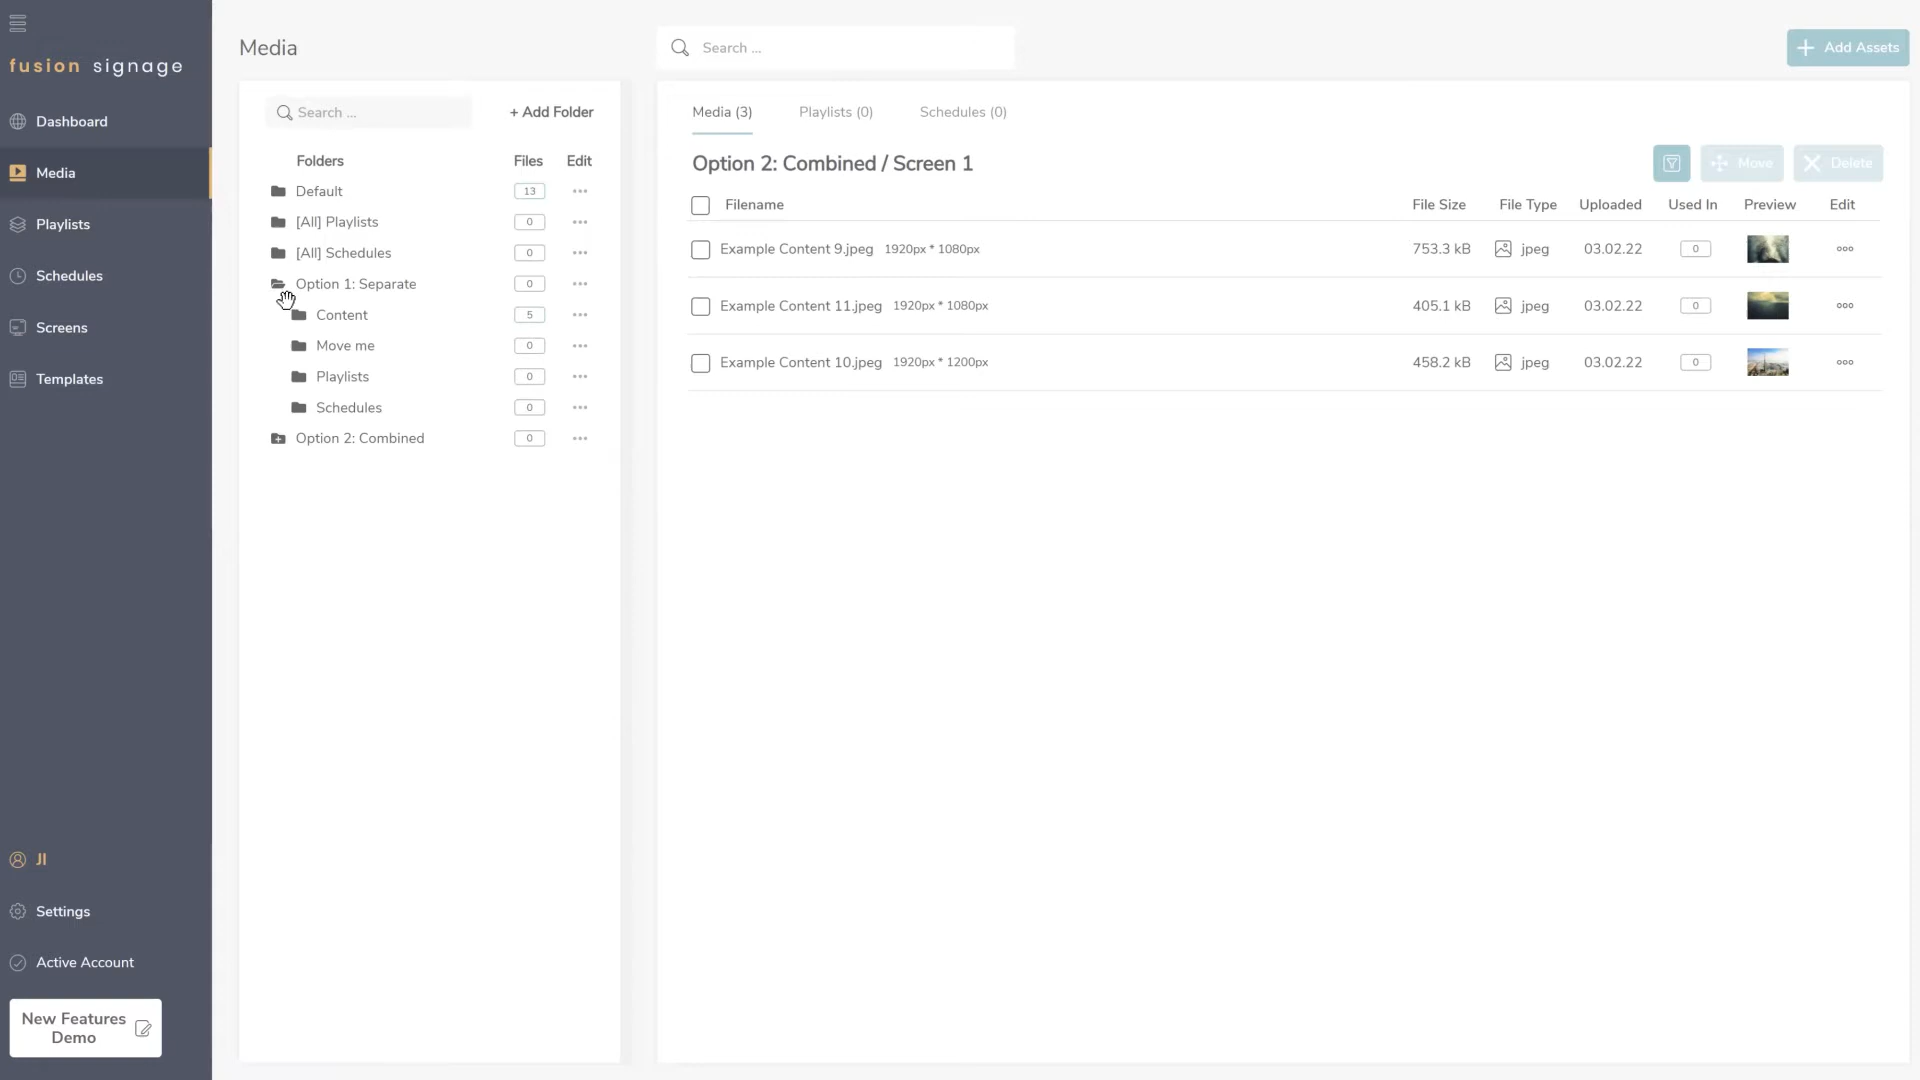 fusion signage
Dashboard
Media
Playlists
Schedules
Screens
Templates
JI
Settings
Active Account
New Features
Demo
Media
Search ...
+ Add Folder
Folders Files Edit
Default 13
[All] Playlists 0
[All] Schedules 0
Option 1: Separate 0
Content 5
Move me 0
Playlists 0
Schedules 0
Option 2: Combined 0
Search ...
Add Assets
Media (3) Playlists (0) Schedules (0)
Option 2: Combined / Screen 1
Move Delete
Filename File Size File Type Uploaded Used In Preview Edit
Example Content 9.jpeg 1920px * 1080px 753.3 kB jpeg 03.02.22 0
Example Content 11.jpeg 1920px * 1080px 405.1 kB jpeg 03.02.22 0
Example Content 10.jpeg 1920px * 1200px 458.2 kB jpeg 03.02.22 0